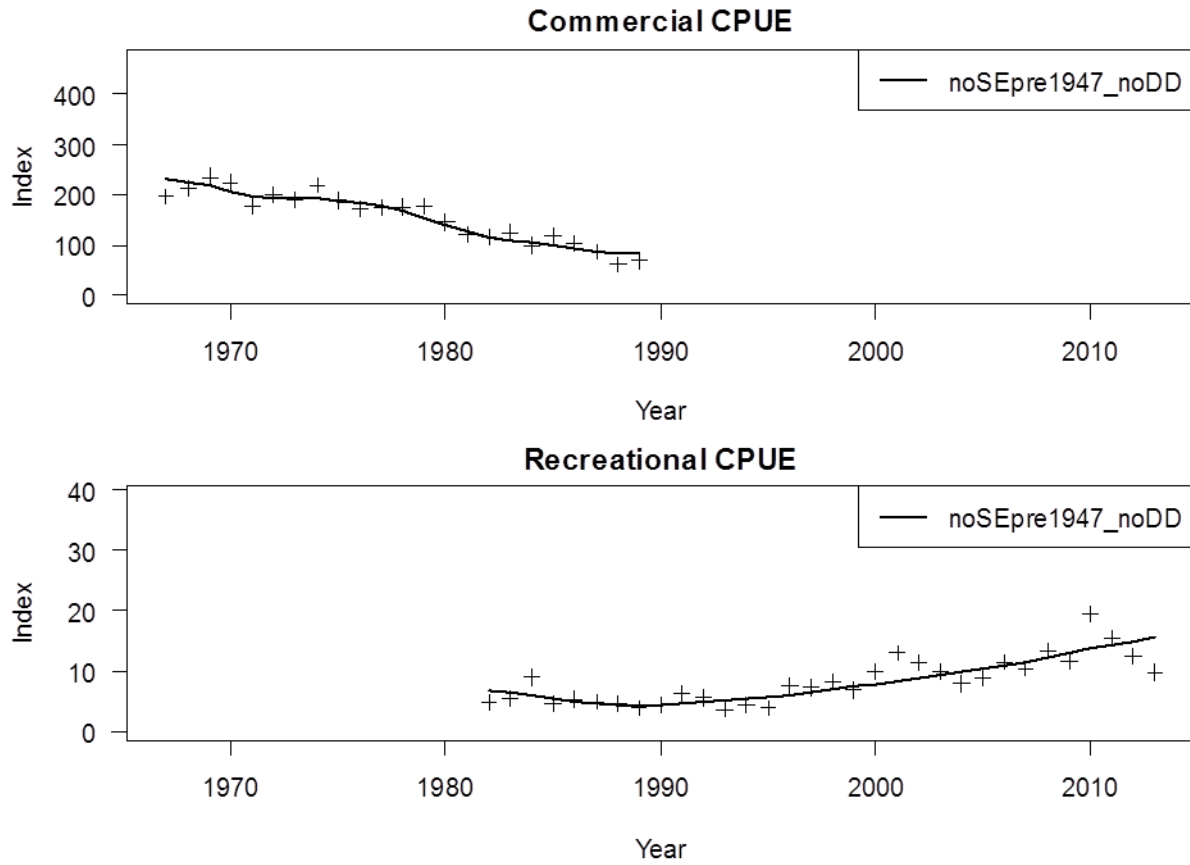 Commercial CPUE
noSEpre1947_noDD
400
300
200
100
0
Index
1970 1980 1990 2000 2010
Year
Recreational CPUE
noSEpre1947_noDD
40
30
20
10
0
Index
1970 1980 1990 2000 2010
Year